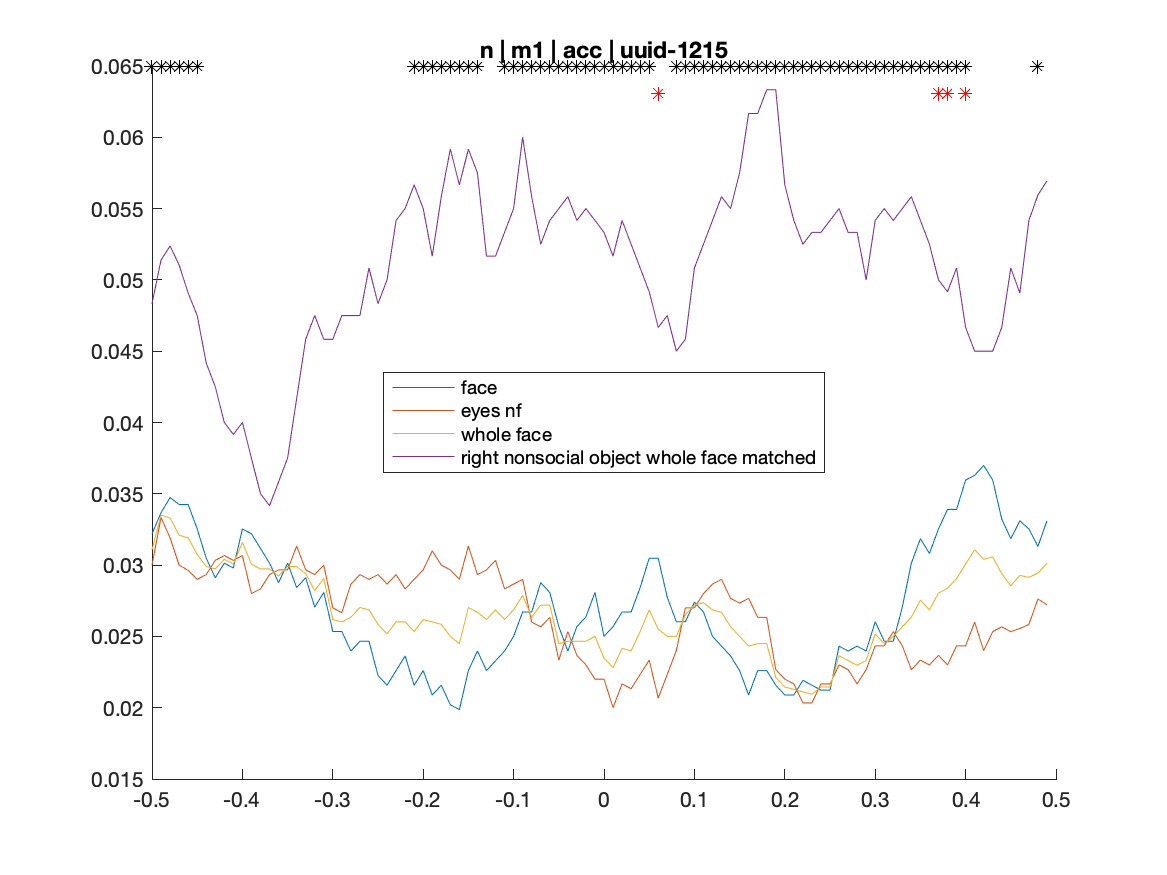 n | m1 | acc | uuid-1215
0.065
0.06
0.055
0.05
0.045
0.04
0.035
0.03
0.025
0.02
0.015
face
eyes nf
whole face
right nonsocial object whole face matched
-0.5 -0.4 -0.3 -0.2 -0.1 0 0.1 0.2 0.3 0.4 0.5